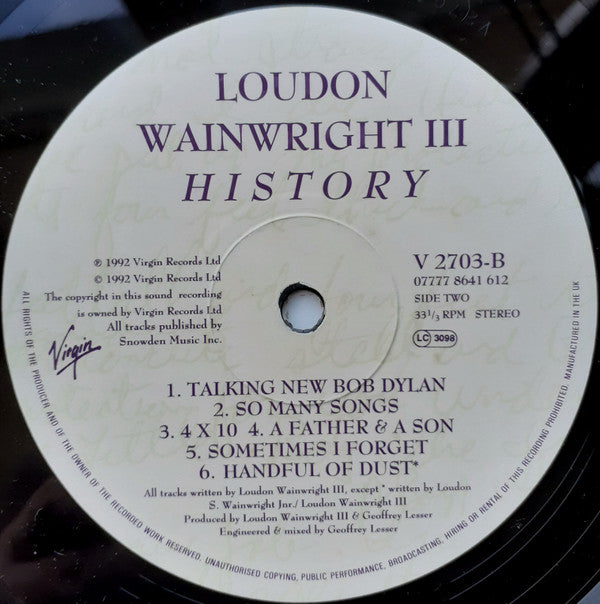 LOUDON
WAINWRIGHT III
HISTORY
℗ 1992 Virgin Records Ltd
© 1992 Virgin Records Ltd
The copyright in this sound recording
is owned by Virgin Records Ltd
All tracks published by
Snowden Music Inc.
Virgin
V 2703-B
07777 8641 612
SIDE TWO
33 1/3 RPM STEREO
LC 3098
1. TALKING NEW BOB DYLAN
2. SO MANY SONGS
3. 4 X 10 4. A FATHER & A SON
5. SOMETIMES I FORGET
6. HANDFUL OF DUST*
All tracks written by Loudon Wainwright III, except * written by Loudon
S. Wainwright Jnr./ Loudon Wainwright III
Produced by Loudon Wainwright III & Geoffrey Lesser
Engineered & mixed by Geoffrey Lesser
ALL RIGHTS OF THE PRODUCER AND OF THE OWNER OF THE RECORDED WORK RESERVED. UNAUTHORISED COPYING, PUBLIC PERFORMANCE, BROADCASTING, HIRING OR RENTAL OF THIS RECORDING PROHIBITED. MANUFACTURED IN THE UK